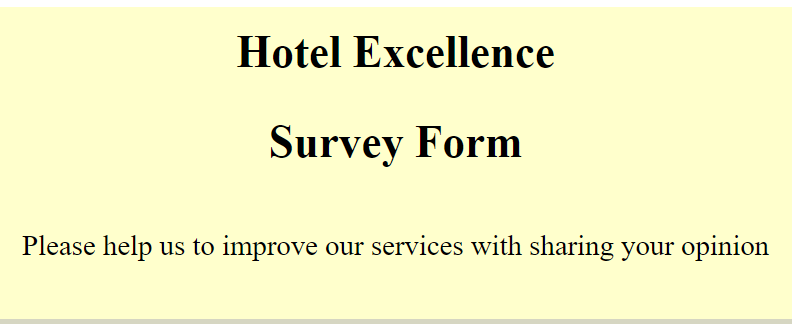 Hotel Excellence
Survey Form
Please help us to improve our services with sharing your opinion